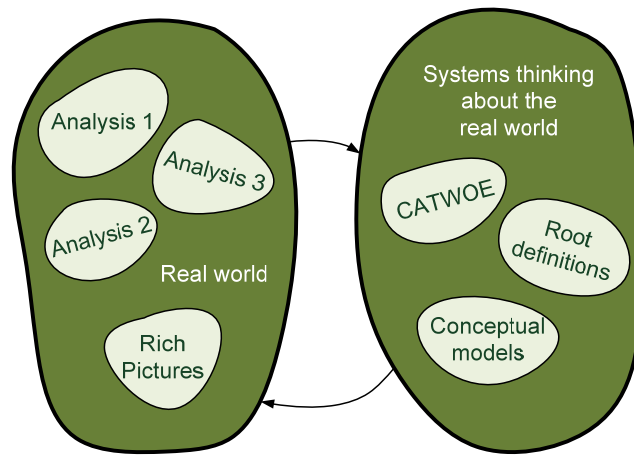 Analysis 1
Analysis 3
Analysis 2
Real world
Rich
Pictures
Systems thinking
about the
real world
CATWOE
Root
definitions
Conceptual
models